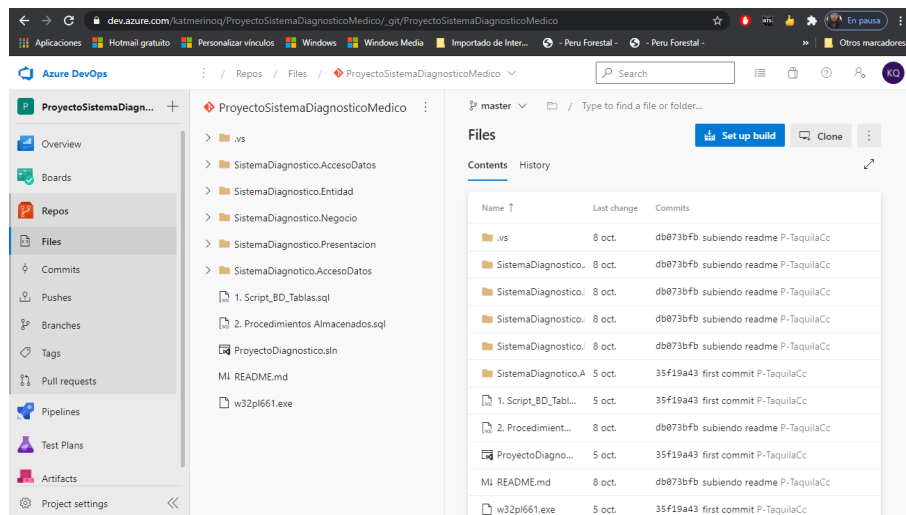 dev.azure.com/katmerinoq/ProyectoSistemaDiagnosticoMedico/_git/ProyectoSistemaDiagnosticoMedico
En pausa
Aplicaciones Hotmail gratuito Personalizar vínculos Windows Windows Media Importado de Inter... - Peru Forestal - - Peru Forestal - » Otros marcadores
Azure DevOps / Repos / Files / ProyectoSistemaDiagnosticoMedico Search KQ
P ProyectoSistemaDiagn... +
Overview
Boards
Repos
Files
Commits
Pushes
Branches
Tags
Pull requests
Pipelines
Test Plans
Artifacts
Project settings
ProyectoSistemaDiagnosticoMedico
.vs
SistemaDiagnostico.AccesoDatos
SistemaDiagnostico.Entidad
SistemaDiagnostico.Negocio
SistemaDiagnostico.Presentacion
SistemaDiagnotico.AccesoDatos
1. Script_BD_Tablas.sql
2. Procedimientos Almacenados.sql
ProyectoDiagnostico.sln
M↓ README.md
w32pl661.exe
master / Type to find a file or folder...
Files
Set up build
Clone
Contents History
Name ↑ Last change Commits
.vs 8 oct. db073bfb subiendo readme P-TaquilaCc
SistemaDiagnostico.. 8 oct. db073bfb subiendo readme P-TaquilaCc
SistemaDiagnostico. 8 oct. db073bfb subiendo readme P-TaquilaCc
SistemaDiagnostico. 8 oct. db073bfb subiendo readme P-TaquilaCc
SistemaDiagnostico. 8 oct. db073bfb subiendo readme P-TaquilaCc
SistemaDiagnotico.A 5 oct. 35f19a43 first commit P-TaquilaCc
1. Script_BD_Tabl... 5 oct. 35f19a43 first commit P-TaquilaCc
2. Procedimient... 8 oct. db073bfb subiendo readme P-TaquilaCc
ProyectoDiagno... 5 oct. 35f19a43 first commit P-TaquilaCc
M↓ README.md 8 oct. db073bfb subiendo readme P-TaquilaCc
w32pl661.exe 5 oct. 35f19a43 first commit P-TaquilaCc